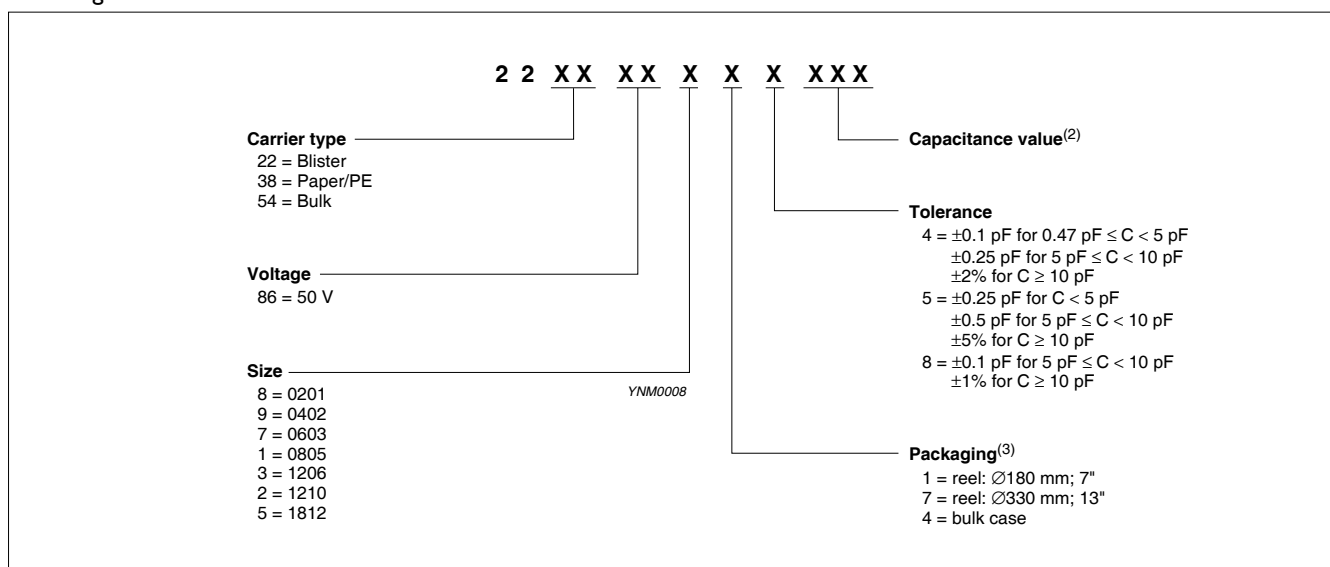 2 2 X X X X X X X X X X
Carrier type
22 = Blister
38 = Paper/PE
54 = Bulk
Voltage
86 = 50 V
Size
8 = 0201
9 = 0402
7 = 0603
1 = 0805
3 = 1206
2 = 1210
5 = 1812
YNM0008
Capacitance value(2)
Tolerance
4 = ±0.1 pF for 0.47 pF ≤ C < 5 pF
±0.25 pF for 5 pF ≤ C < 10 pF
±2% for C ≥ 10 pF
5 = ±0.25 pF for C < 5 pF
±0.5 pF for 5 pF ≤ C < 10 pF
±5% for C ≥ 10 pF
8 = ±0.1 pF for 5 pF ≤ C < 10 pF
±1% for C ≥ 10 pF
Packaging(3)
1 = reel: ∅180 mm; 7"
7 = reel: ∅330 mm; 13"
4 = bulk case